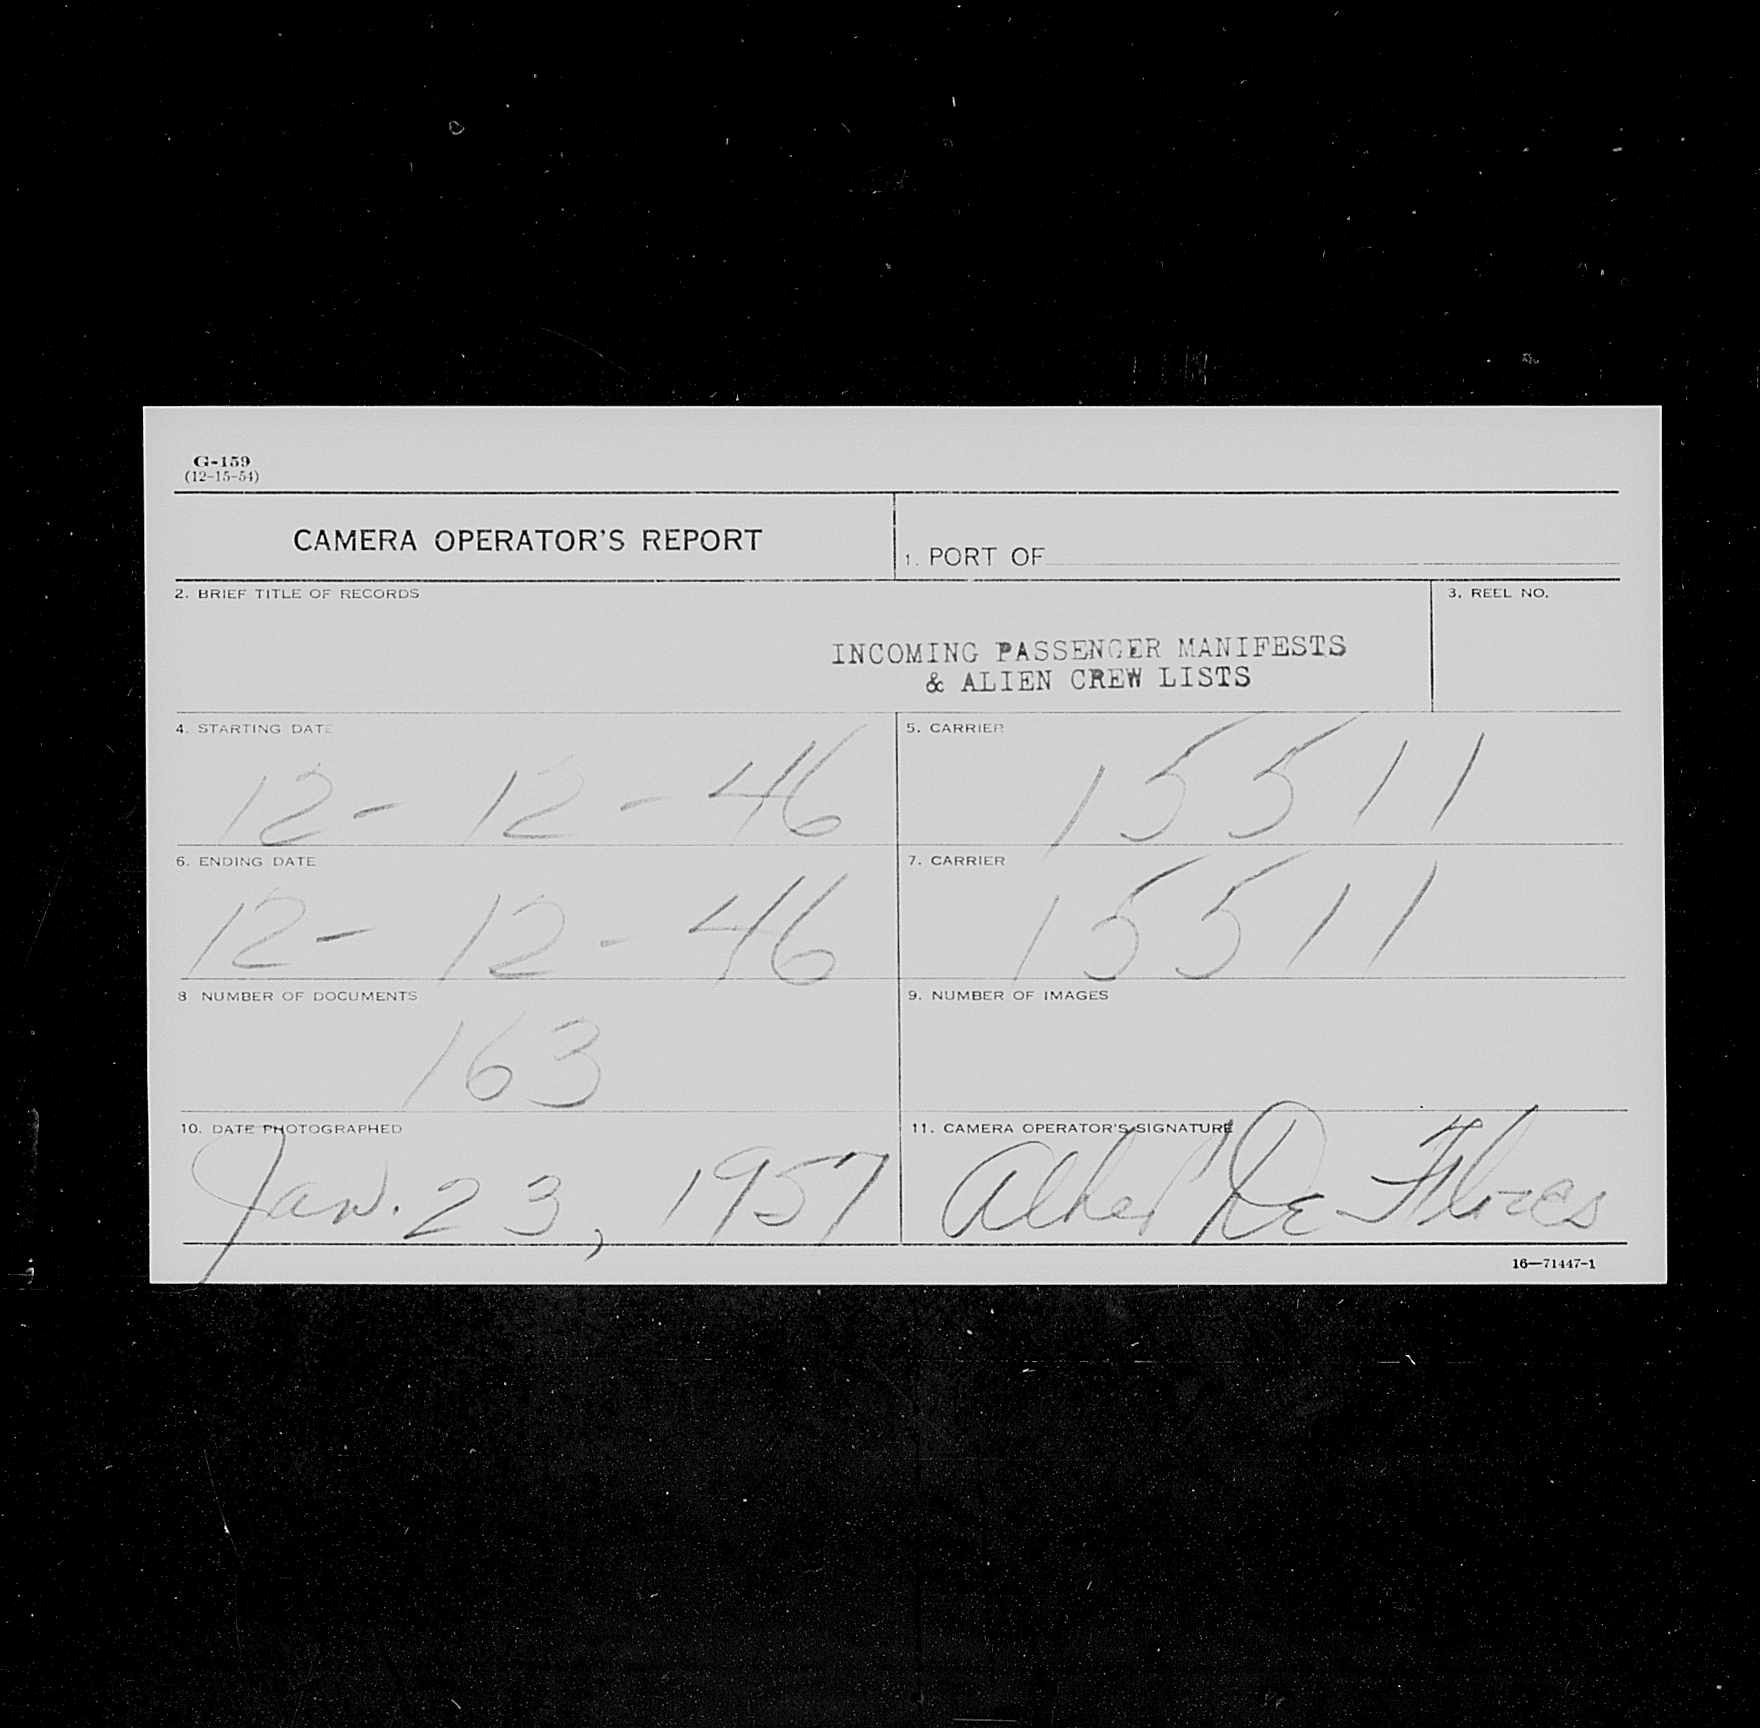 G-159
(12-15-54)
CAMERA OPERATOR'S REPORT
1. PORT OF
2. BRIEF TITLE OF RECORDS
3. REEL NO.
INCOMING PASSENGER MANIFESTS
& ALIEN CREW LISTS
4. STARTING DATE
12-12-46
5. CARRIER
15511
6. ENDING DATE
12-12-46
7. CARRIER
15511
8 NUMBER OF DOCUMENTS
163
9. NUMBER OF IMAGES
10. DATE PHOTOGRAPHED
Jan. 23, 1957
11. CAMERA OPERATOR'S SIGNATURE
De
16—71447-1